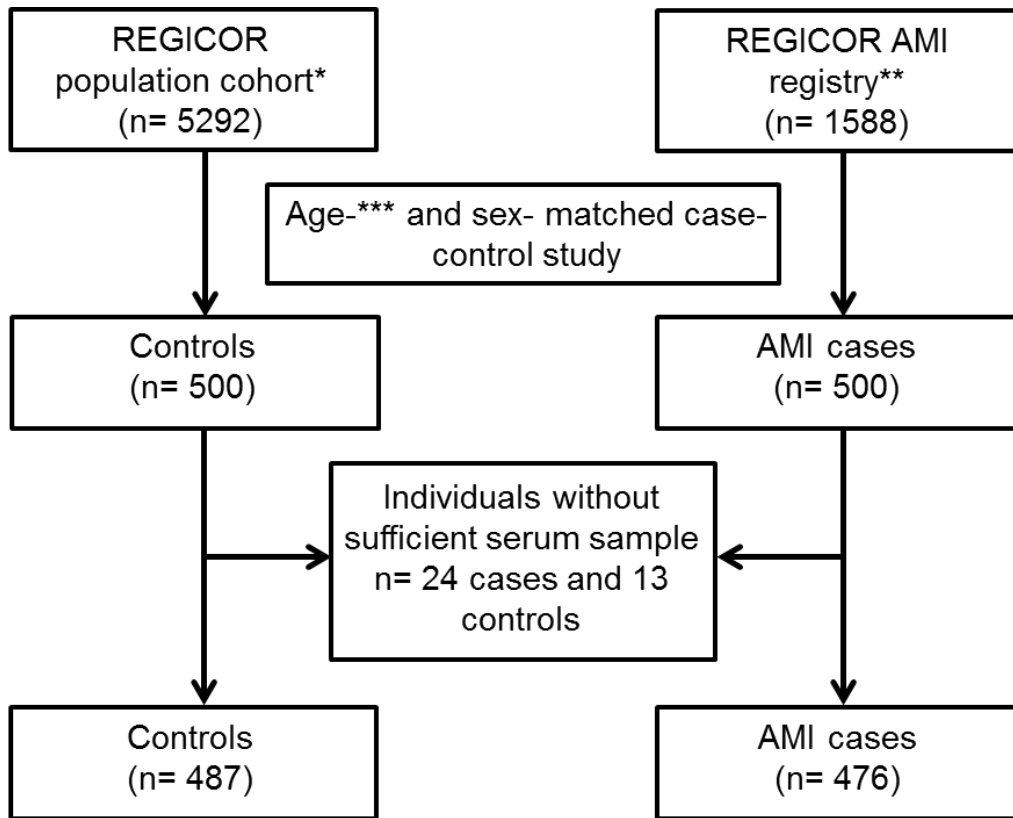 REGICOR
population cohort*
(n= 5292)
REGICOR AMI
registry**
(n= 1588)
Age-*** and sex- matched case-
control study
Controls
(n= 500)
AMI cases
(n= 500)
Individuals without
sufficient serum sample
n= 24 cases and 13
controls
Controls
(n= 487)
AMI cases
(n= 476)